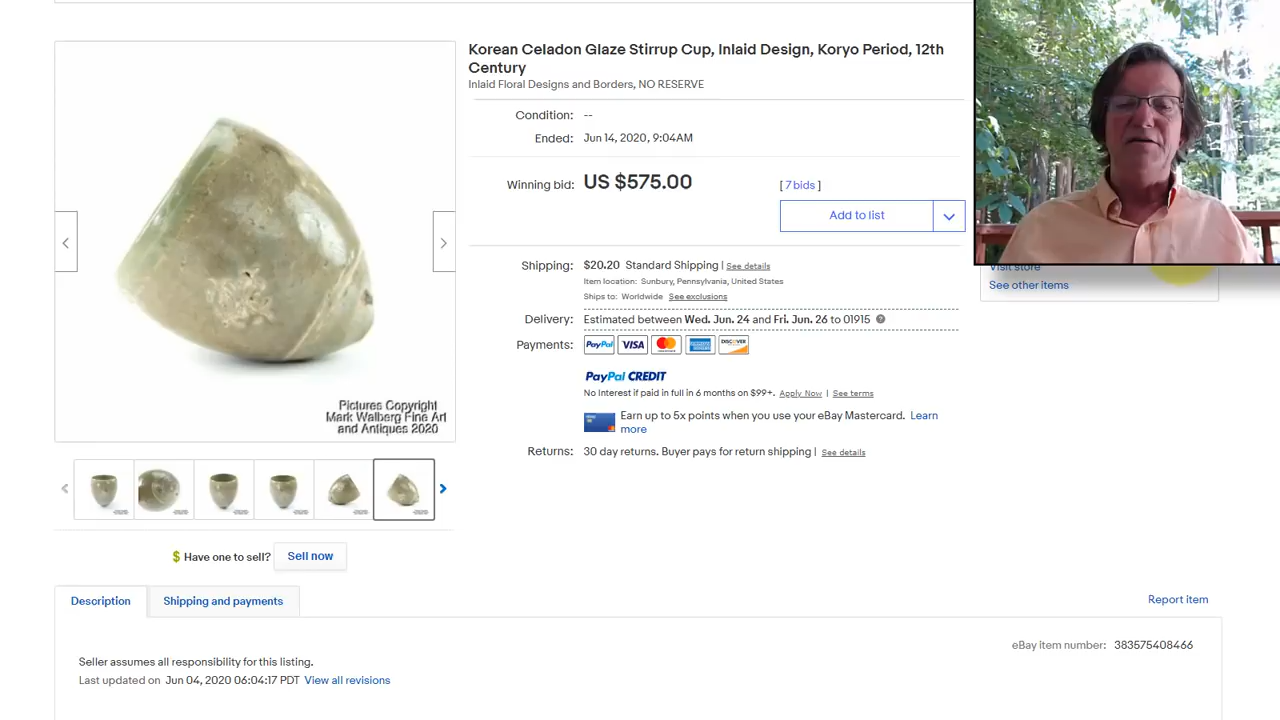 Korean Celadon Glaze Stirrup Cup, Inlaid Design, Koryo Period, 12th
Century
Inlaid Floral Designs and Borders, NO RESERVE
Condition: --
Ended: Jun 14, 2020, 9:04AM
Winning bid: US $575.00 [ 7 bids ]
Add to list
Shipping: $20.20 Standard Shipping | See details
Item location: Sunbury, Pennsylvania, United States
Ships to: Worldwide See exclusions
Delivery: Estimated between Wed. Jun. 24 and Fri. Jun. 26 to 01915
Payments: PayPal VISA MasterCard AMERICAN EXPRESS DISCOVER
PayPal CREDIT
No Interest if paid in full in 6 months on $99+. Apply Now | See terms
Earn up to 5x points when you use your eBay Mastercard. Learn
more
Returns: 30 day returns. Buyer pays for return shipping | See details
Visit store
See other items
Pictures Copyright
Mark Walberg Fine Art
and Antiques 2020
$ Have one to sell? Sell now
Description
Shipping and payments
Report item
eBay item number: 383575408466
Seller assumes all responsibility for this listing.
Last updated on Jun 04, 2020 06:04:17 PDT View all revisions